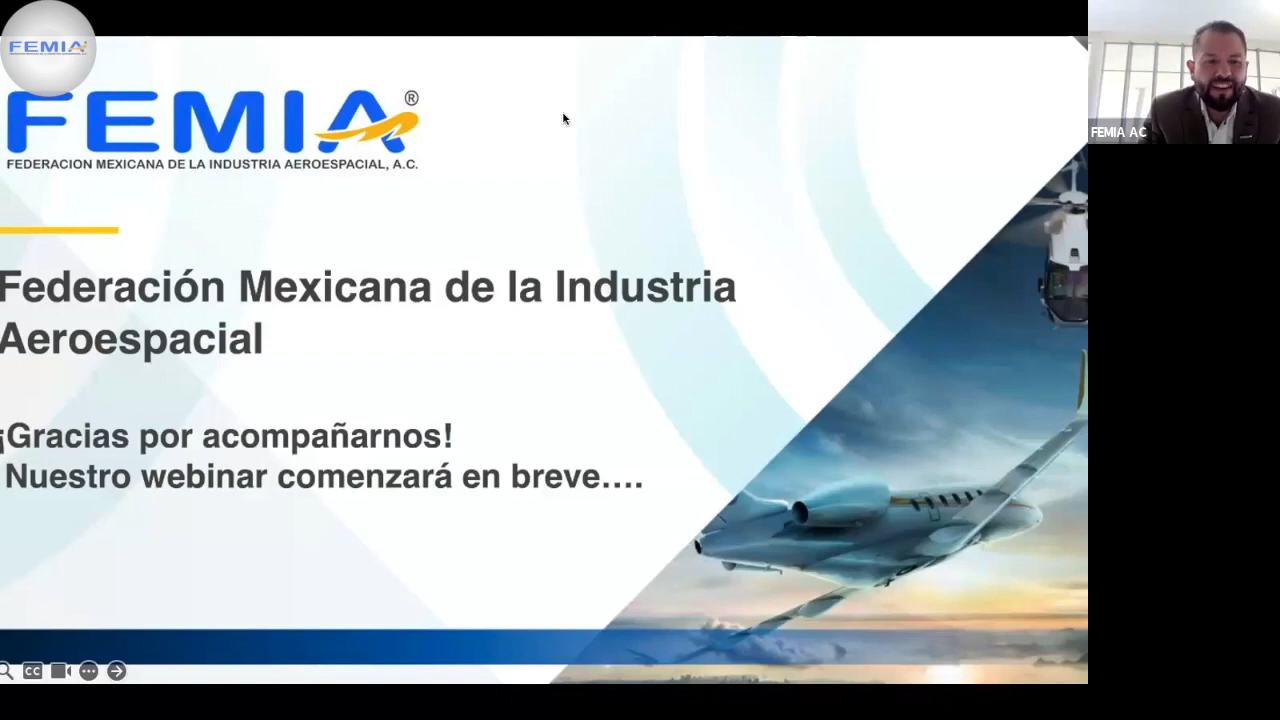 FEMIA
FEMIA®
FEDERACION MEXICANA DE LA INDUSTRIA AEROESPACIAL, A.C.
FEMIA AC
Federación Mexicana de la Industria
Aeroespacial
¡Gracias por acompañarnos!
Nuestro webinar comenzará en breve....
CC